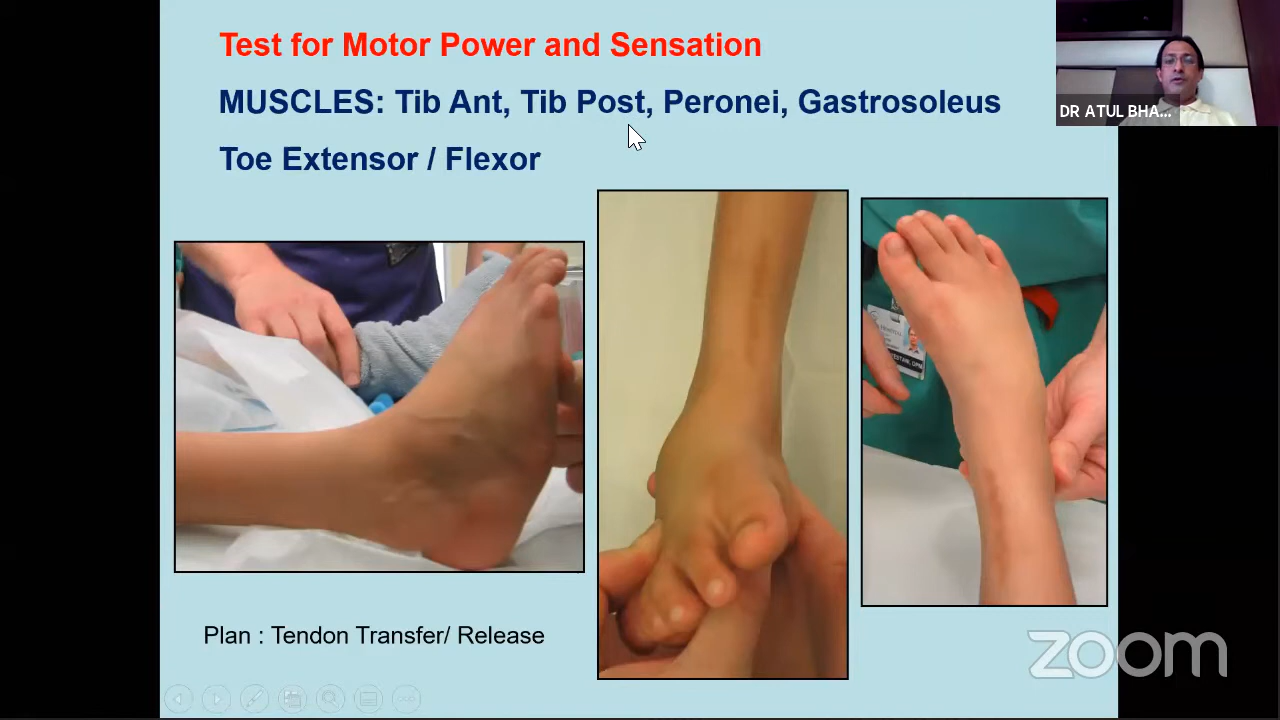 Test for Motor Power and Sensation
MUSCLES: Tib Ant, Tib Post, Peronei, Gastrosoleus
Toe Extensor / Flexor
DR ATUL BHA...
Plan : Tendon Transfer/ Release
zoom